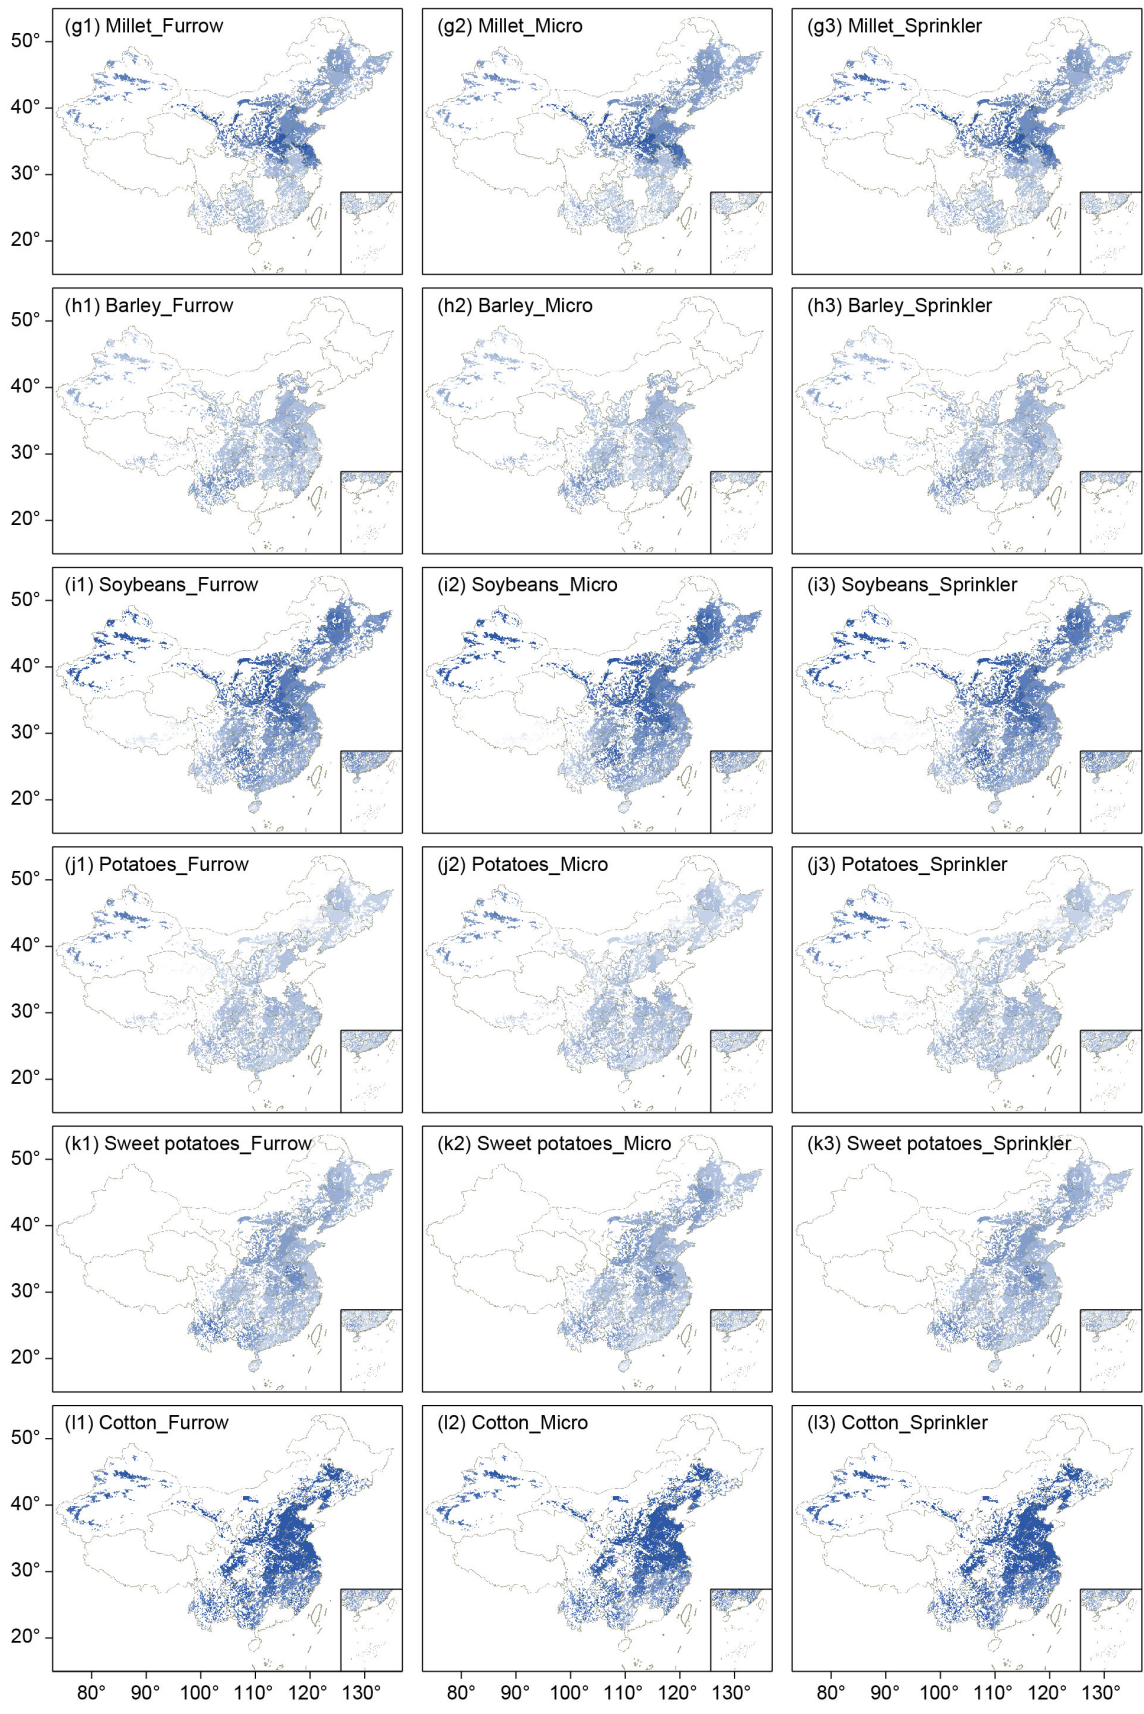 (g1) Millet_Furrow
(g2) Millet_Micro
(g3) Millet_Sprinkler
50°
40°
30°
20°
(h1) Barley_Furrow
(h2) Barley_Micro
(h3) Barley_Sprinkler
50°
40°
30°
20°
(i1) Soybeans_Furrow
(i2) Soybeans_Micro
(i3) Soybeans_Sprinkler
50°
40°
30°
20°
(j1) Potatoes_Furrow
(j2) Potatoes_Micro
(j3) Potatoes_Sprinkler
50°
40°
30°
20°
(k1) Sweet potatoes_Furrow
(k2) Sweet potatoes_Micro
(k3) Sweet potatoes_Sprinkler
50°
40°
30°
20°
(l1) Cotton_Furrow
(l2) Cotton_Micro
(l3) Cotton_Sprinkler
50°
40°
30°
20°
80° 90° 100° 110° 120° 130°
80° 90° 100° 110° 120° 130°
80° 90° 100° 110° 120° 130°